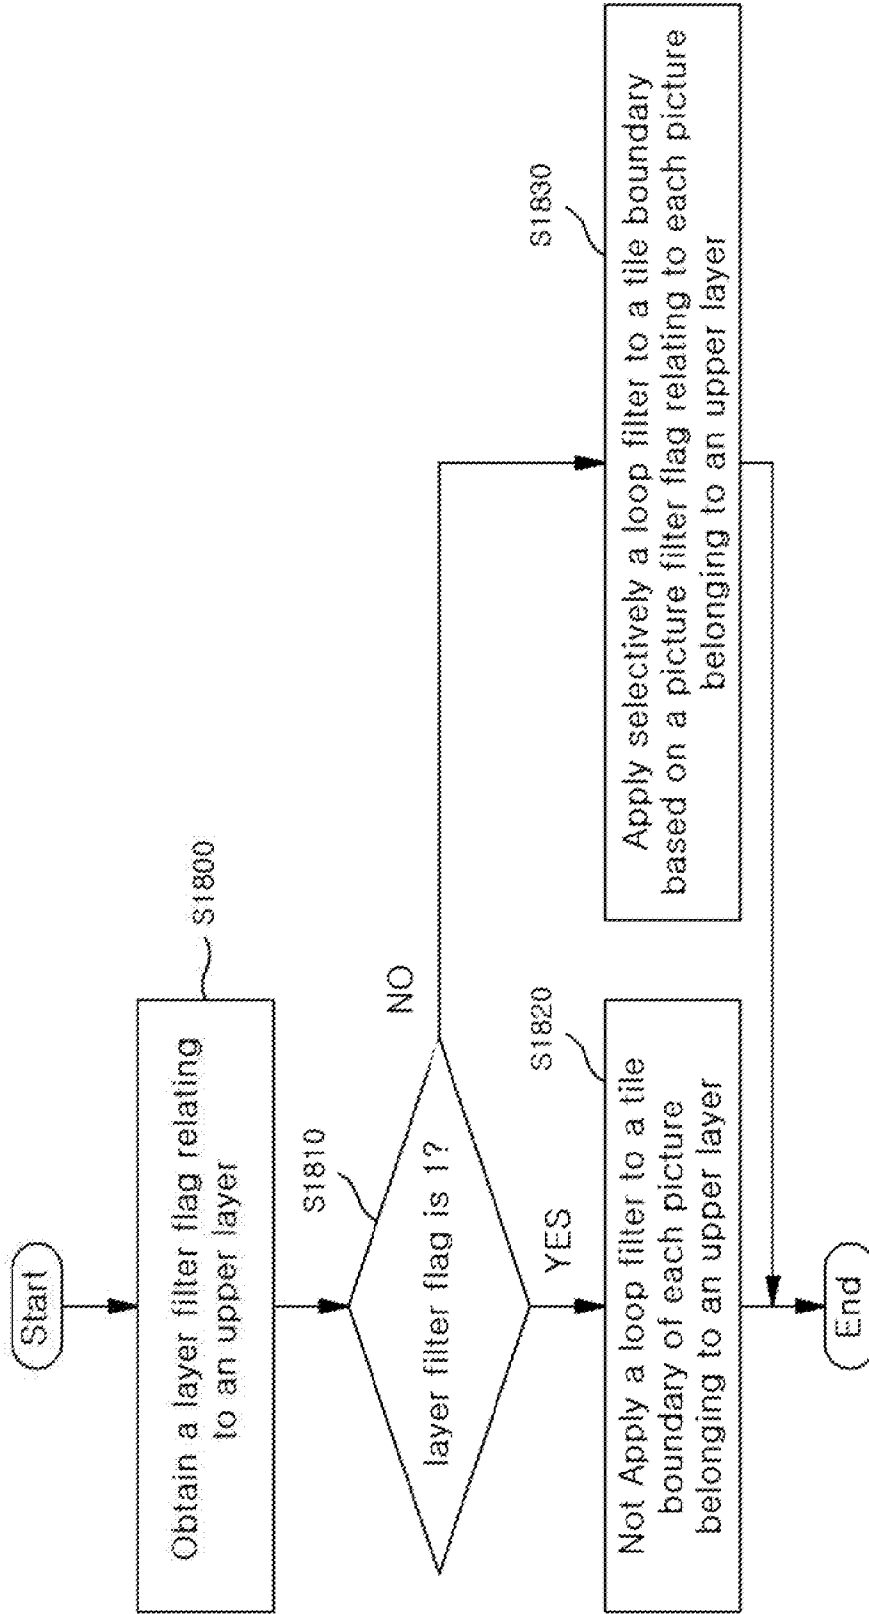 Start
Obtain a layer filter flag relating
to an upper layer
S1800
layer filter flag is 1?
S1810
NO
YES
Not Apply a loop filter to a tile
boundary of each picture
belonging to an upper layer
S1820
Apply selectively a loop filter to a tile boundary
based on a picture filter flag relating to each picture
belonging to an upper layer
S1830
End